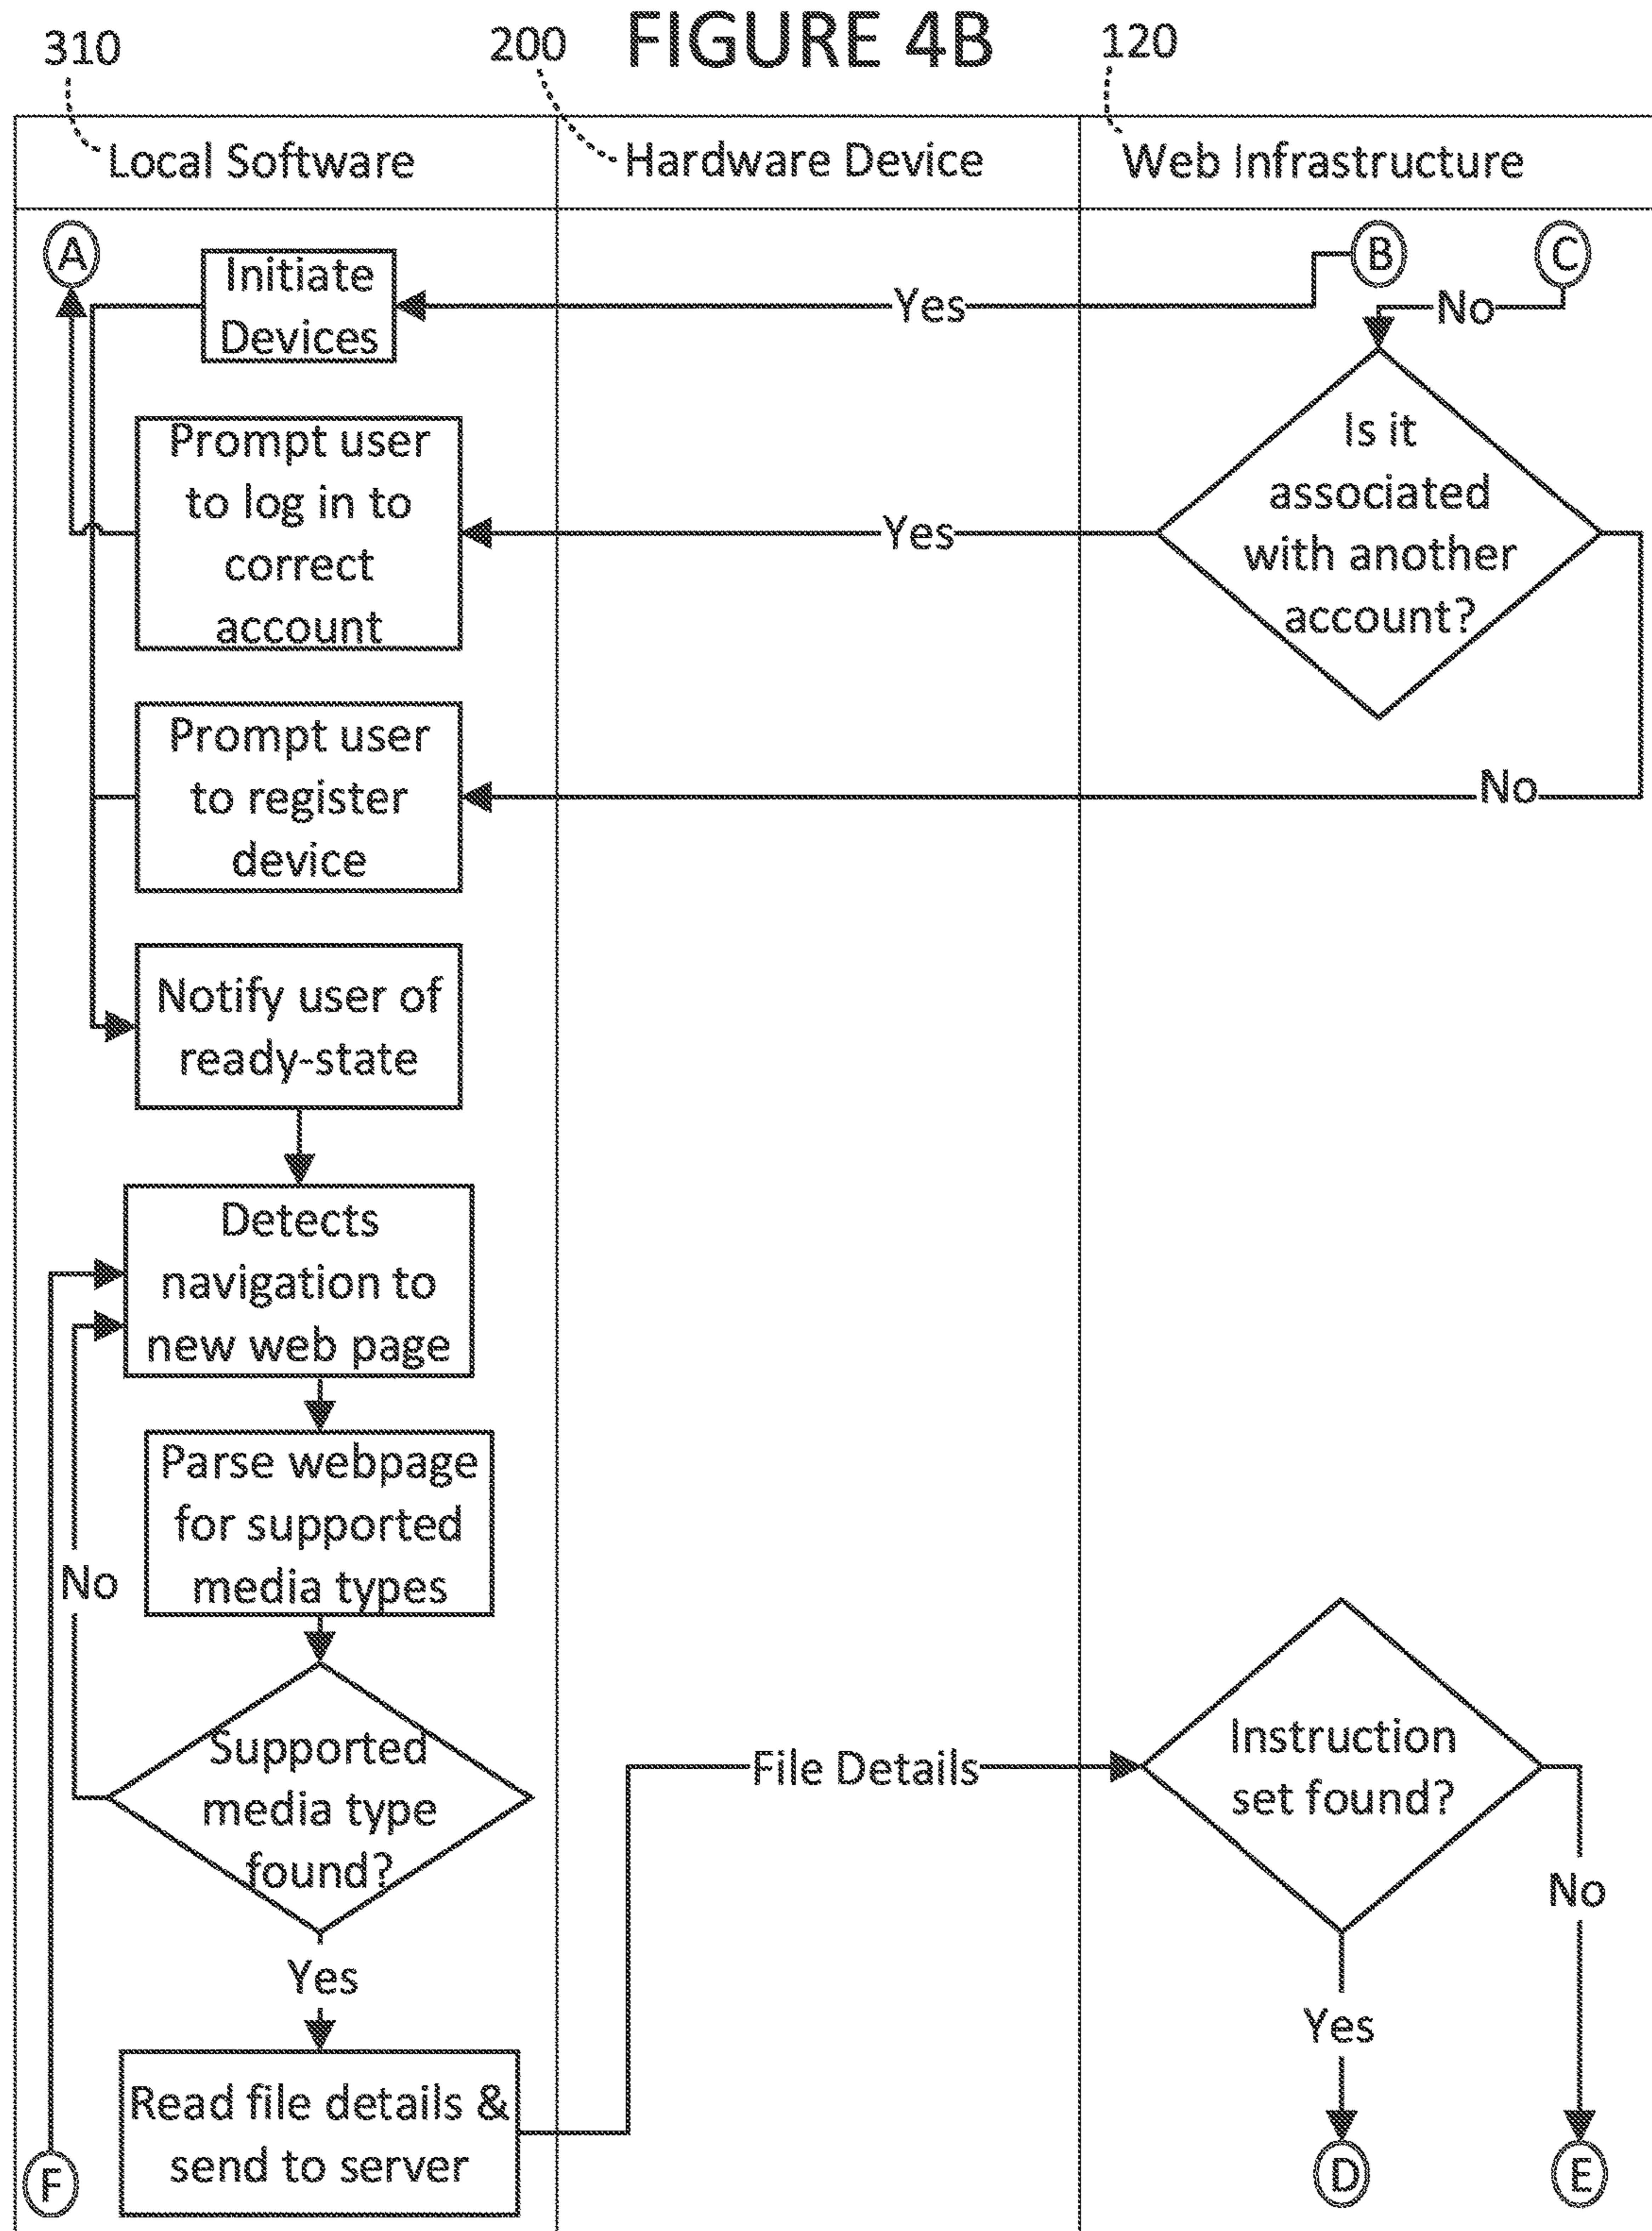 FIGURE 4B
310
200
120
Local Software
Hardware Device
Web Infrastructure
A
B
C
Initiate
Devices
Yes
No
Prompt user
to log in to
correct
account
Yes
Is it
associated
with another
account?
Prompt user
to register
device
No
Notify user of
ready-state
Detects
navigation to
new web page
Parse webpage
for supported
media types
No
Supported
media type
found?
File Details
Instruction
set found?
No
Yes
Yes
Read file details &
send to server
F
D
E